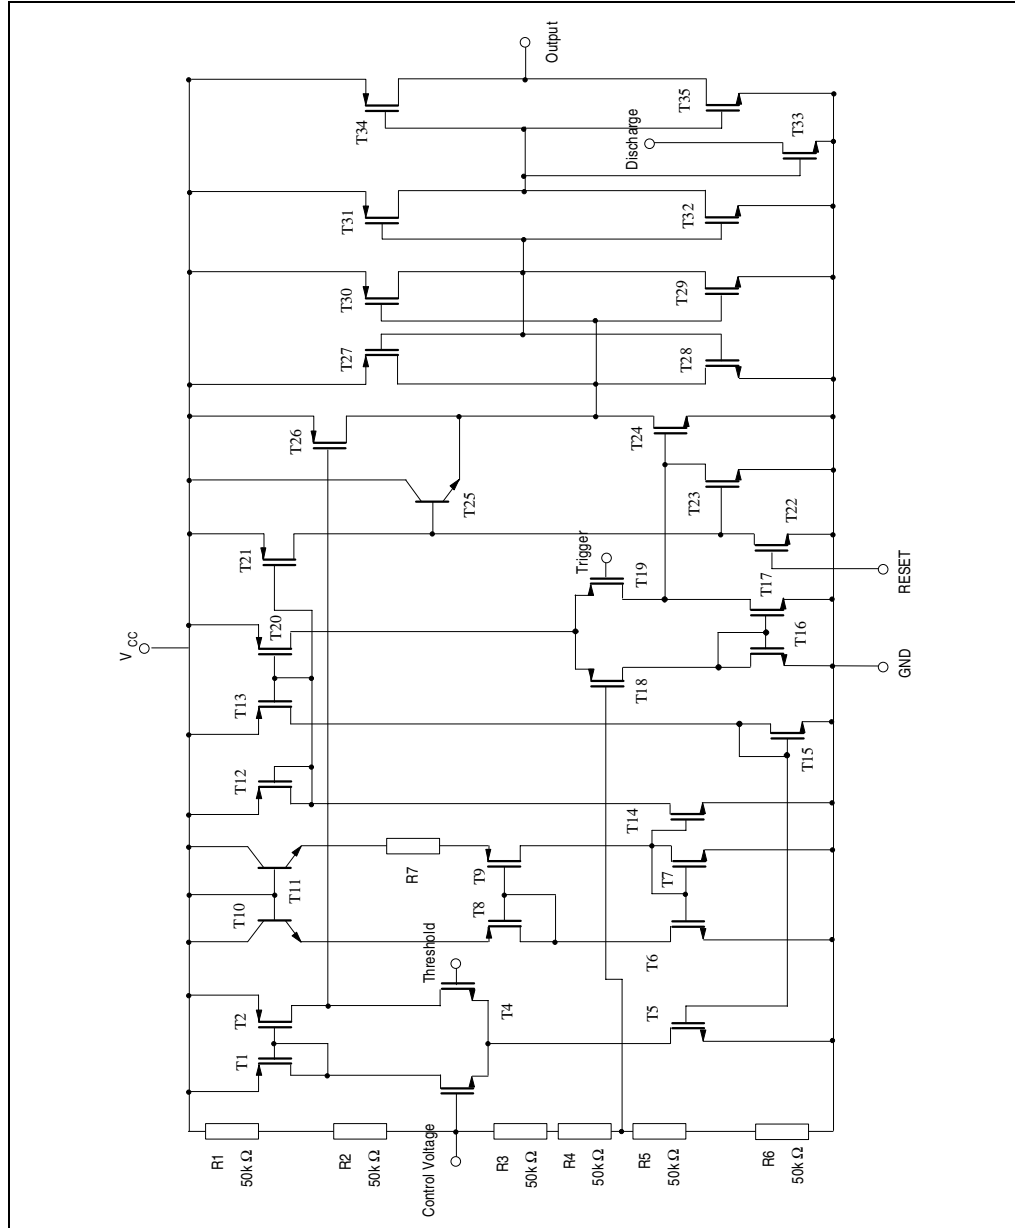 Output
T34
T35
Discharge
T33
T31
T32
T30
T29
T27
T28
T26
T24
T25
T23
T21
T22
RESET
Trigger
T19
T17
V CC
T20
T16
GND
T18
T13
T15
T12
T14
T11
R7
T9
T7
T10
T8
T6
Threshold
T2
T4
T5
T1
R1
50k Ω
R2
50k Ω
Control Voltage
R3
50k Ω
R4
50k Ω
R5
50k Ω
R6
50k Ω